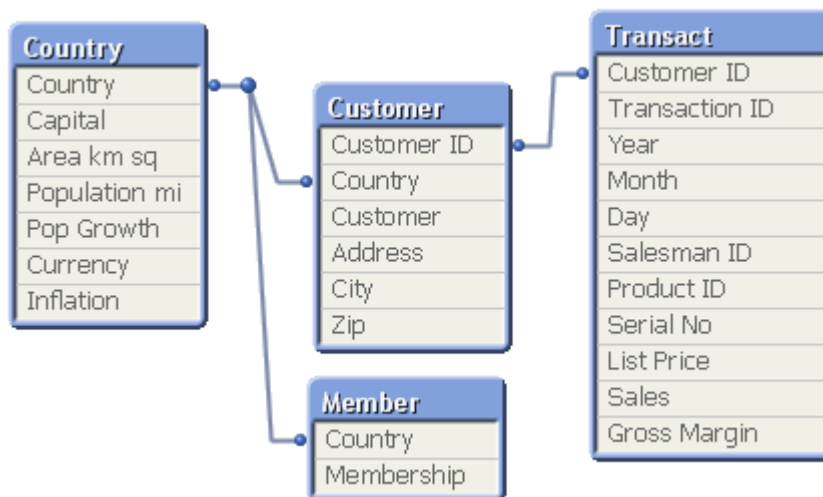 Country
Country
Capital
Area km sq
Population mi
Pop Growth
Currency
Inflation
Customer
Customer ID
Country
Customer
Address
City
Zip
Member
Country
Membership
Transact
Customer ID
Transaction ID
Year
Month
Day
Salesman ID
Product ID
Serial No
List Price
Sales
Gross Margin